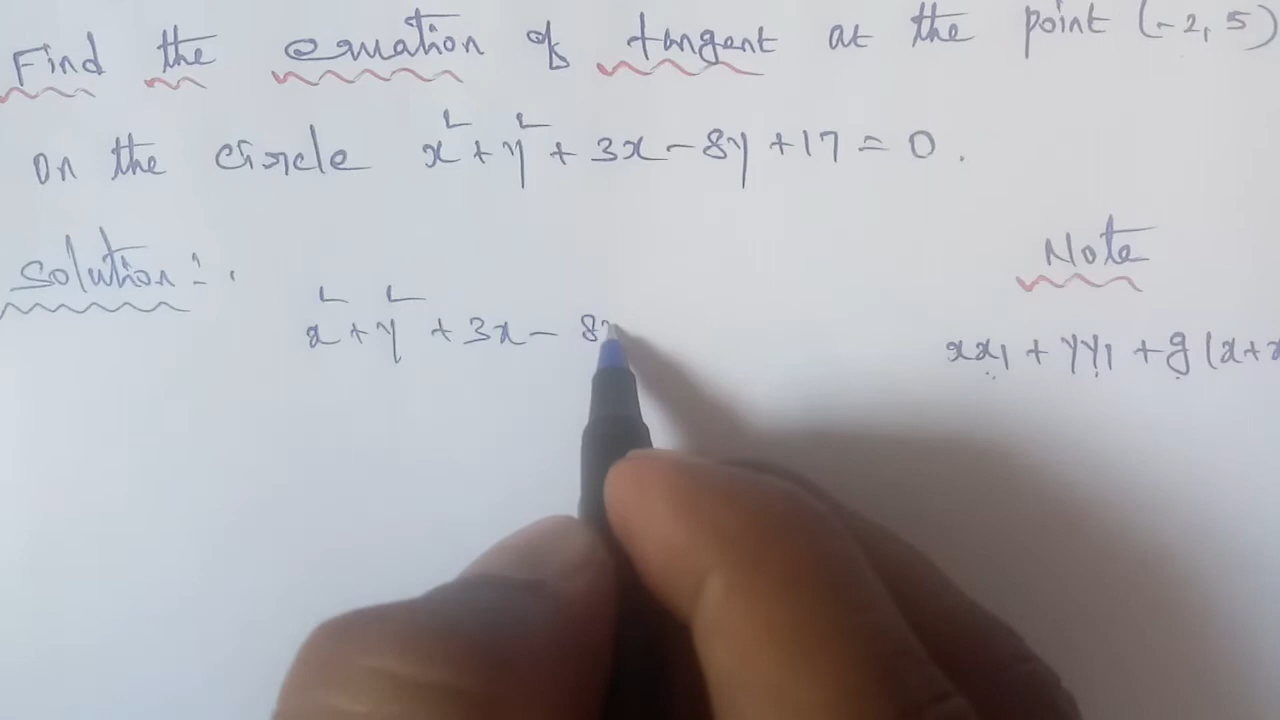 Find the equation of tangent at the point (-2, 5)
on the circle x² + y² + 3x - 8y + 17 = 0.
Solution :-
Note
x² + y² + 3x - 8y
xx₁ + yy₁ + g(x+x